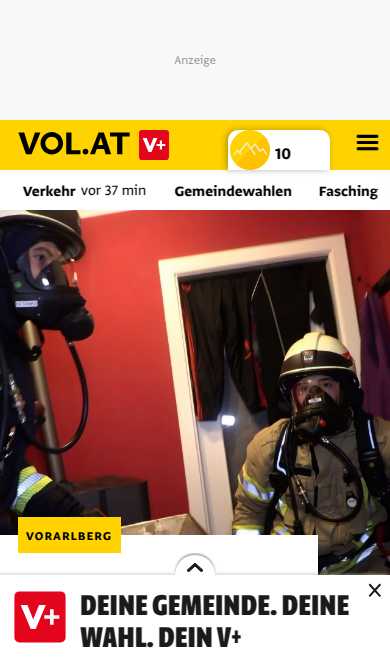 Anzeige
VOL.AT V+
10
Verkehr vor 37 min Gemeindewahlen Fasching
VORARLBERG
V+
DEINE GEMEINDE. DEINE
WAHL. DEIN V+